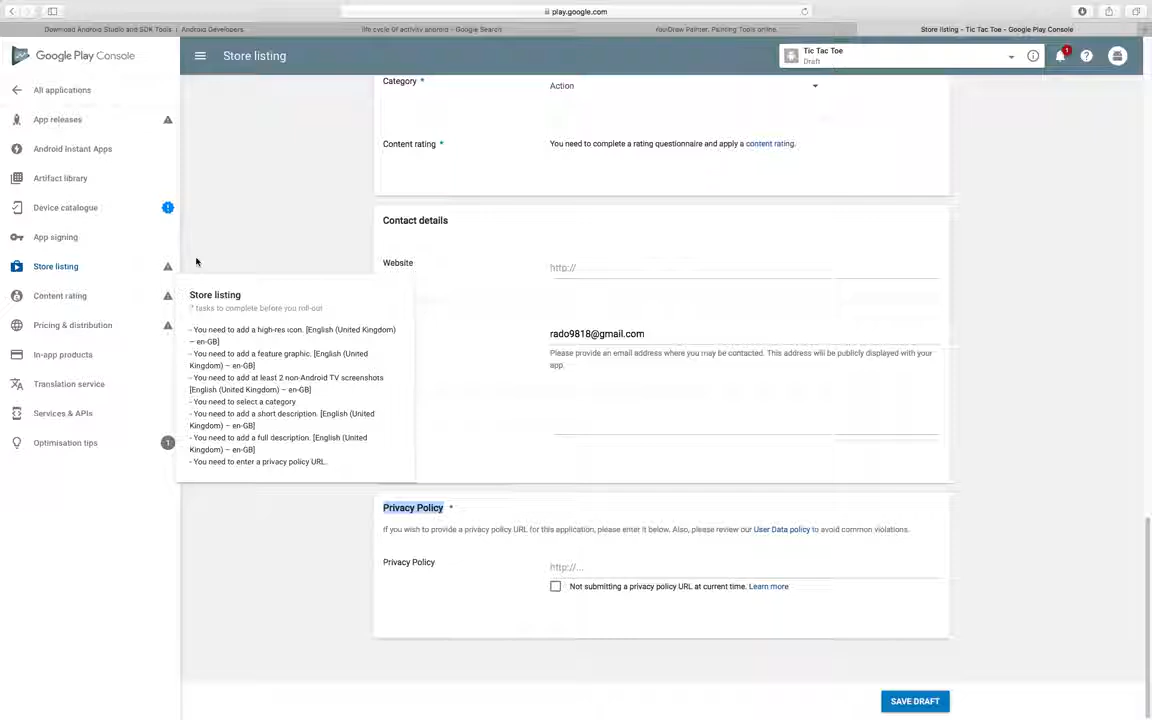 play.google.com
Download Android Studio and SDK Tools | Android Developers
life cycle of activity android - Google Search
YouiDraw Painter, Painting Tools online.
Store listing - Tic Tac Toe - Google Play Console
Google Play Console
Store listing
Tic Tac Toe
Draft
1
All applications
App releases
Android Instant Apps
Artifact library
Device catalogue
App signing
Store listing
Content rating
Pricing & distribution
In-app products
Translation service
Services & APIs
Optimisation tips
1
Store listing
* tasks to complete before you roll-out
- You need to add a high-res icon. [English (United Kingdom)
– en-GB]
- You need to add a feature graphic. [English (United
Kingdom) – en-GB]
- You need to add at least 2 non-Android TV screenshots
[English (United Kingdom) – en-GB]
- You need to select a category
- You need to add a short description. [English (United
Kingdom) – en-GB]
- You need to add a full description. [English (United
Kingdom) – en-GB]
- You need to enter a privacy policy URL.
Category *
Action
Content rating *
You need to complete a rating questionnaire and apply a content rating.
Contact details
Website
http://
rado9818@gmail.com
Please provide an email address where you may be contacted. This address will be publicly displayed with your
app.
Privacy Policy *
If you wish to provide a privacy policy URL for this application, please enter it below. Also, please review our User Data policy to avoid common violations.
Privacy Policy
http://...
Not submitting a privacy policy URL at current time. Learn more
SAVE DRAFT